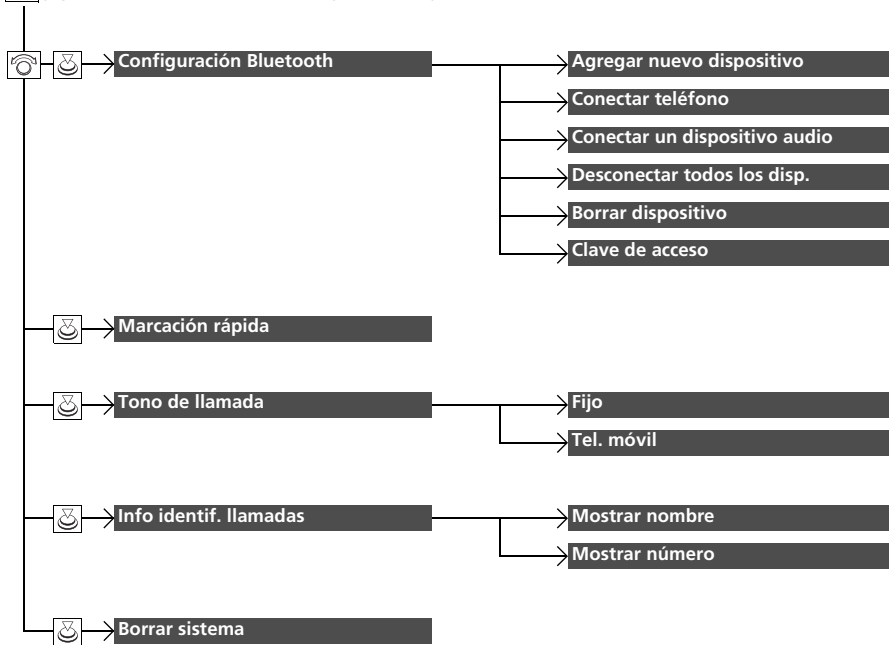 Configuración Bluetooth
Agregar nuevo dispositivo
Conectar teléfono
Conectar un dispositivo audio
Desconectar todos los disp.
Borrar dispositivo
Clave de acceso
Marcación rápida
Tono de llamada
Fijo
Tel. móvil
Info identif. llamadas
Mostrar nombre
Mostrar número
Borrar sistema